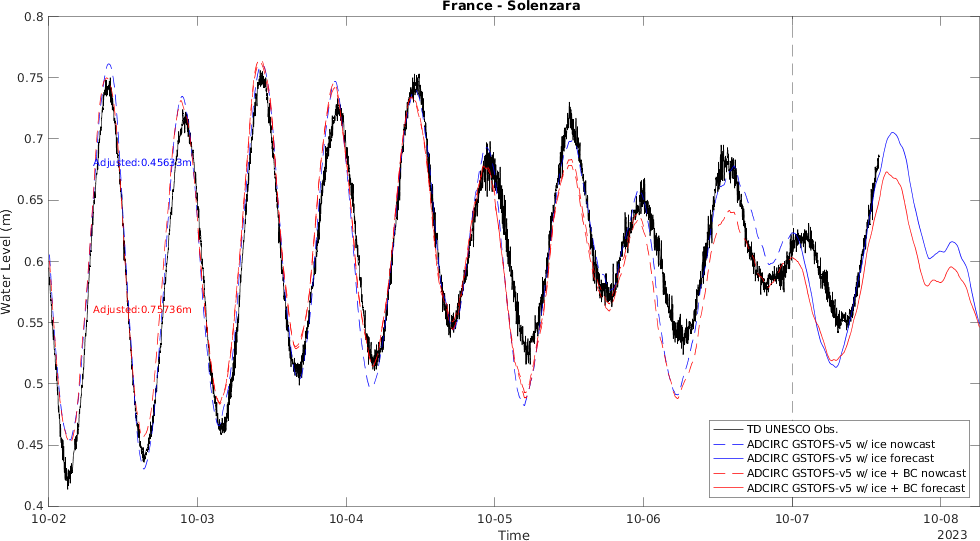 France - Solenzara
Water Level (m)
0.8
0.75
0.7
0.65
0.6
0.55
0.5
0.45
0.4
Adjusted:0.45633m
Adjusted:0.75736m
TD UNESCO Obs.
ADCIRC GSTOFS-v5 w/ ice nowcast
ADCIRC GSTOFS-v5 w/ ice forecast
ADCIRC GSTOFS-v5 w/ ice + BC nowcast
ADCIRC GSTOFS-v5 w/ ice + BC forecast
10-02 10-03 10-04 10-05 10-06 10-07 10-08
Time 2023